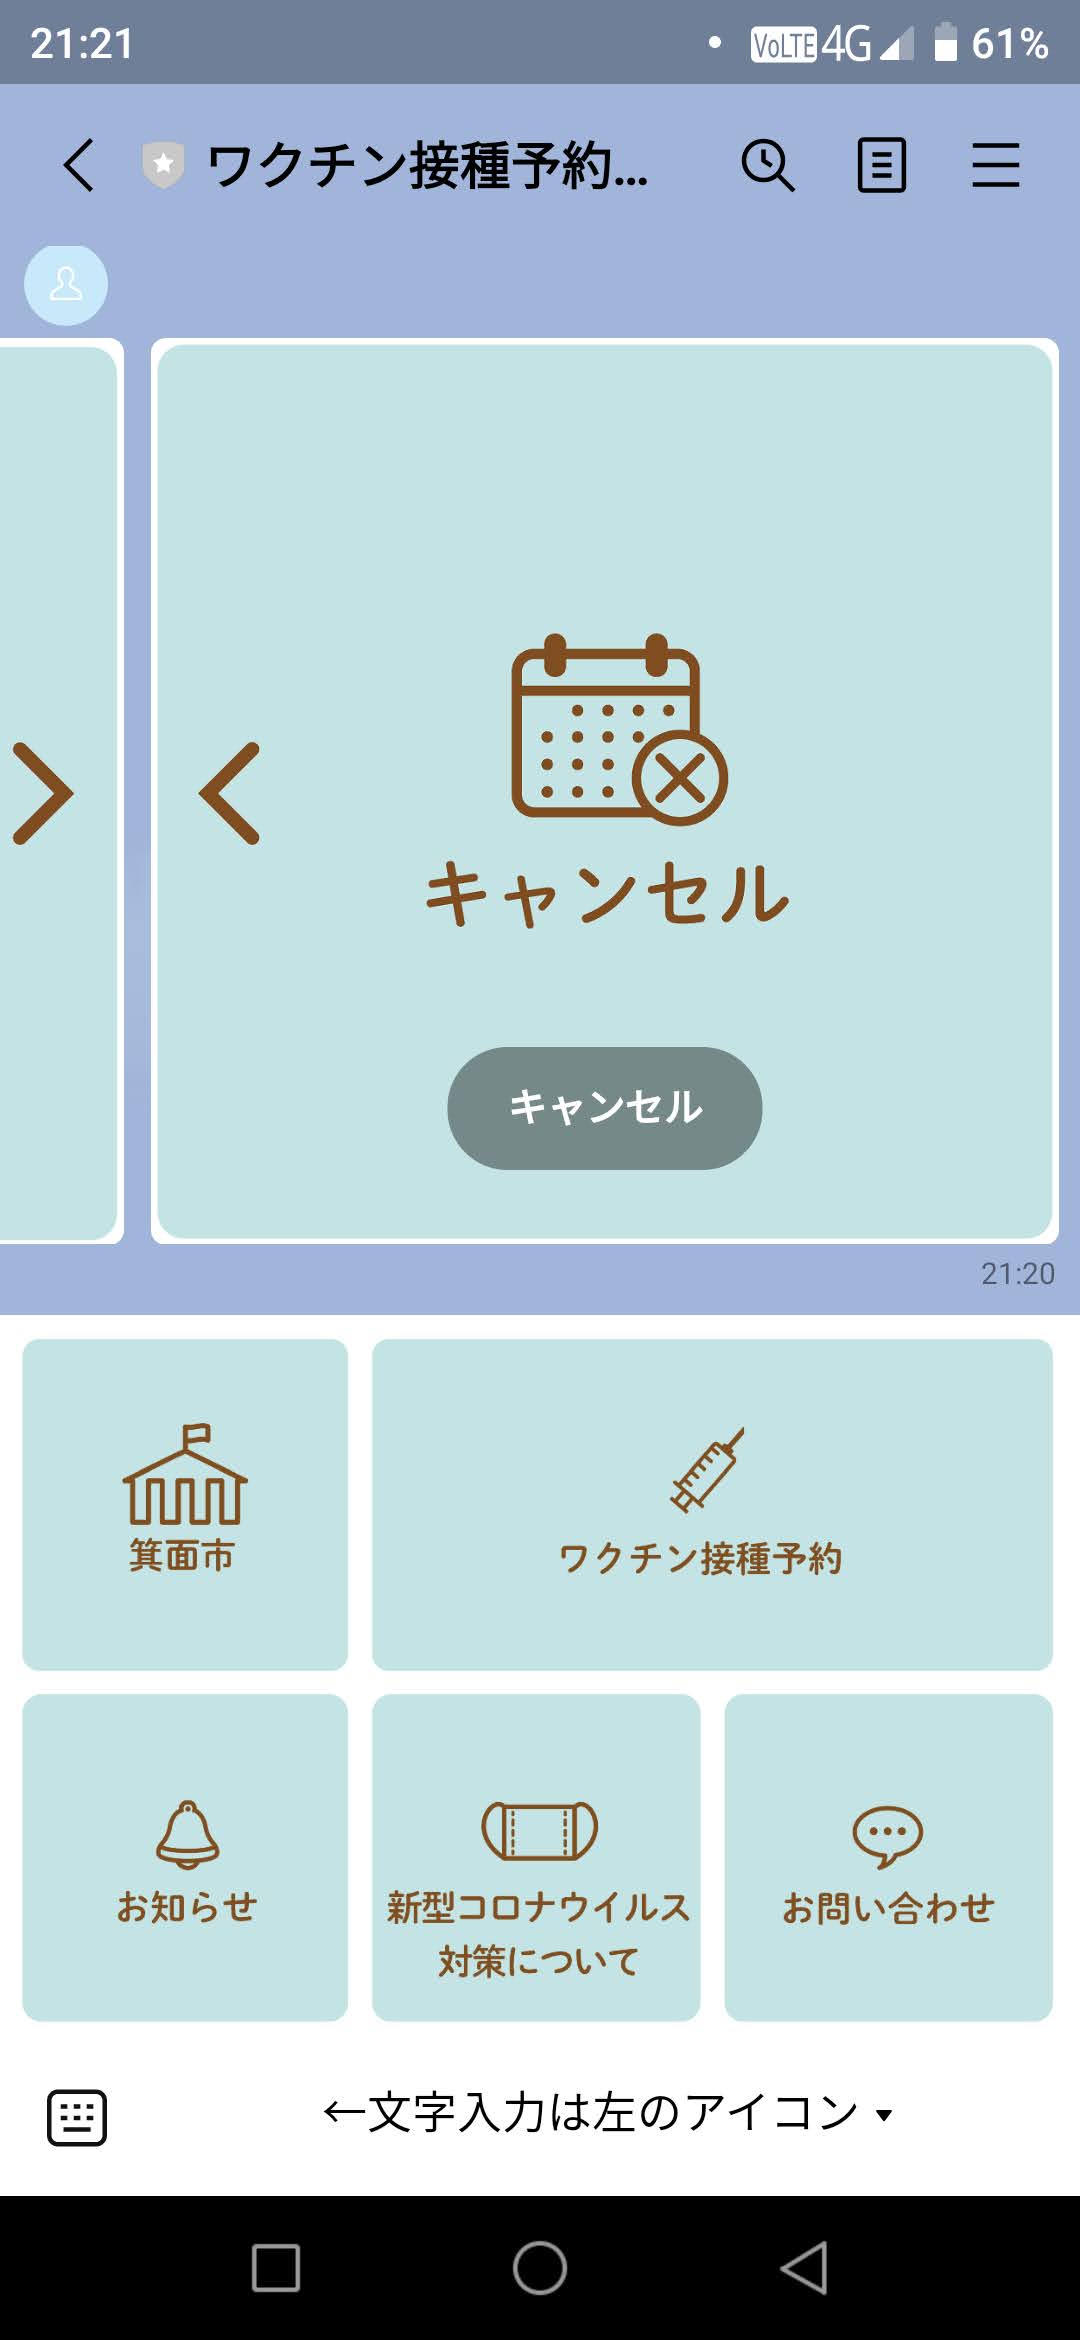 21:21
VoLTE 4G 61%
ワクチン接種予約...
キャンセル
キャンセル
21:20
箕面市
ワクチン接種予約
お知らせ
新型コロナウイルス
対策について
お問い合わせ
←文字入力は左のアイコン ▾